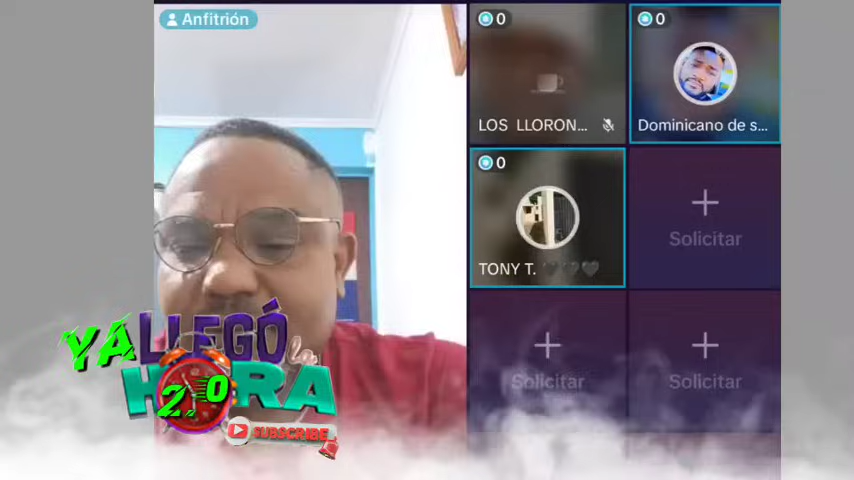 Anfitrión
0
0
LOS LLORON...
Dominicano de s...
0
TONY T. 🖤🖤🖤
Solicitar
YA LLEGÓ la
HORA
2.0
SUBSCRIBE
Solicitar
Solicitar